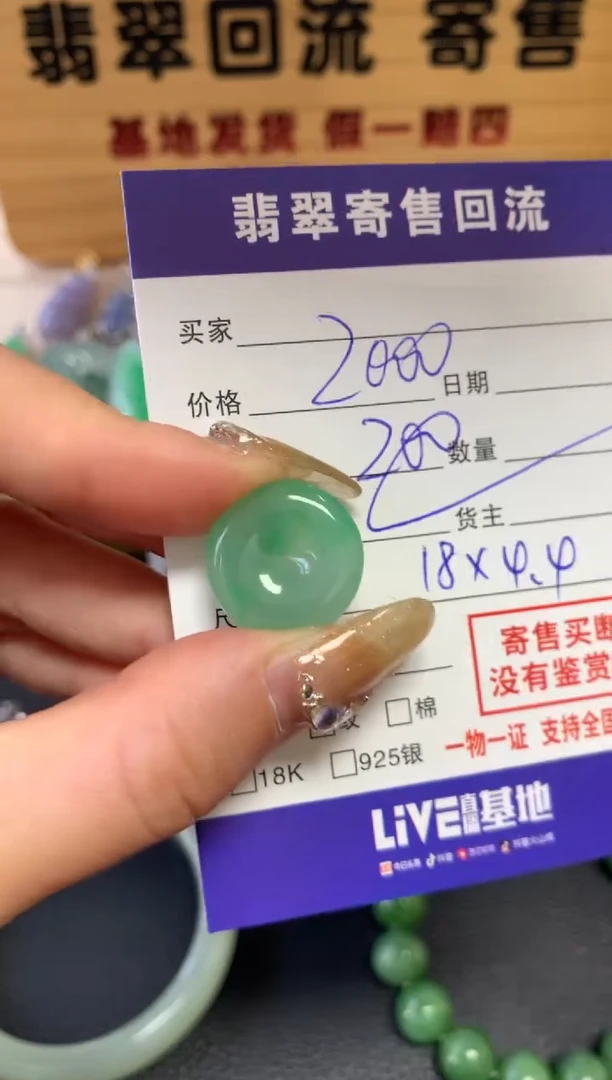 翡翠回流 寄售
基地发货 假一赔四
翡翠寄售回流
买家
2000
价格
日期
200
数量
货主
18×4.4
尺
寄售买断
没有鉴赏
棉
一物一证 支持全国
18K
925银
LiVE直播基地